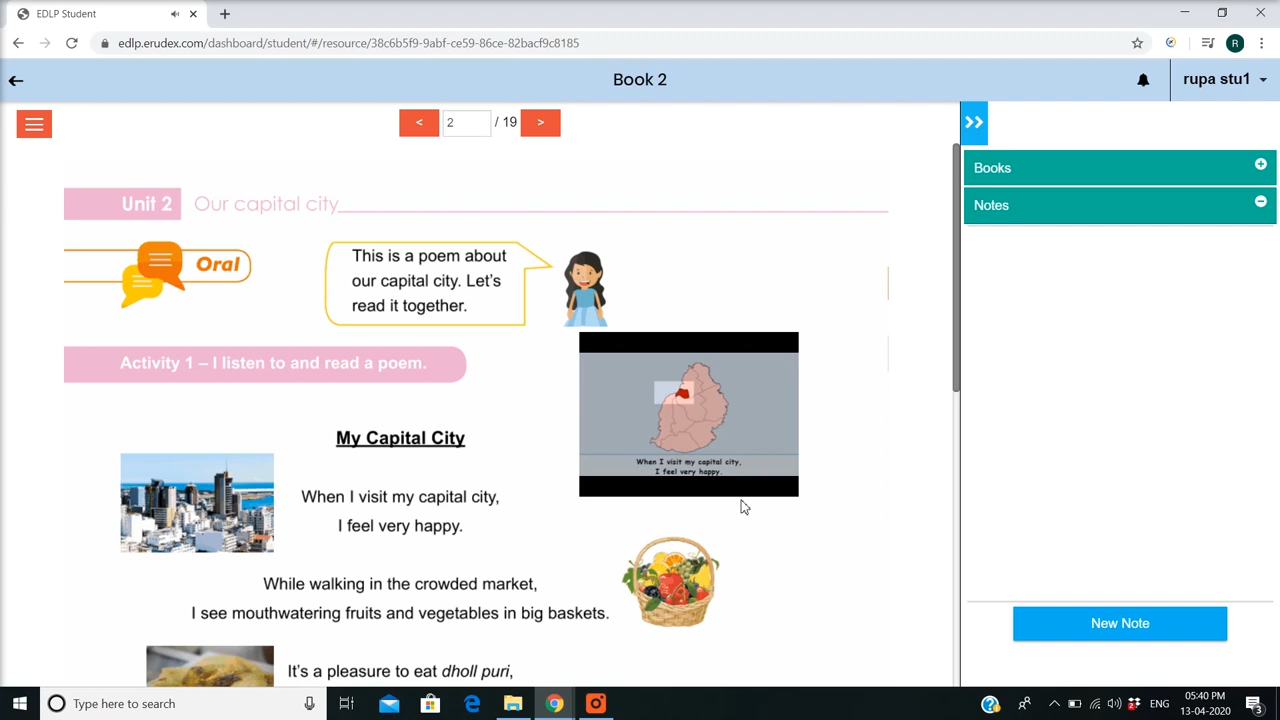 EDLP Student
edlp.erudex.com/dashboard/student/#/resource/38c6b5f9-9abf-ce59-86ce-82bacf9c8185
R
Book 2
rupa stu1
< 2 / 19 >
Books
Notes
Unit 2 Our capital city
Oral
This is a poem about
our capital city. Let's
read it together.
Activity 1 – I listen to and read a poem.
When I visit my capital city,
I feel very happy.
My Capital City
When I visit my capital city,
I feel very happy.
While walking in the crowded market,
I see mouthwatering fruits and vegetables in big baskets.
It's a pleasure to eat dholl puri,
New Note
Type here to search
ENG
05:40 PM
13-04-2020
3